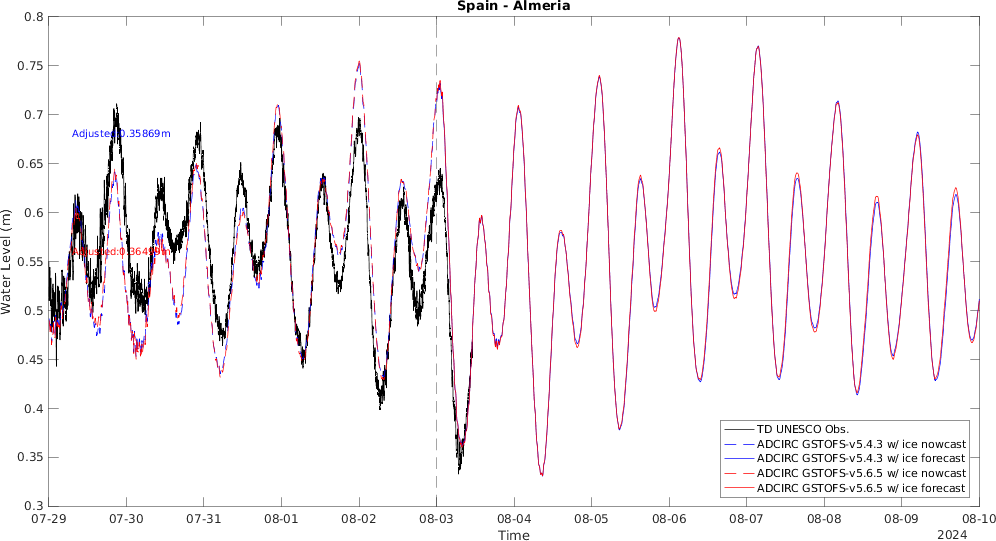 Spain - Almeria
0.8
0.75
0.7
0.65
0.6
0.55
0.5
0.45
0.4
0.35
0.3
Water Level (m)
Adjusted:0.35869m
07-29 07-30 07-31 08-01 08-02 08-03 08-04 08-05 08-06 08-07 08-08 08-09 08-10
Time
2024
TD UNESCO Obs.
ADCIRC GSTOFS-v5.4.3 w/ ice nowcast
ADCIRC GSTOFS-v5.4.3 w/ ice forecast
ADCIRC GSTOFS-v5.6.5 w/ ice nowcast
ADCIRC GSTOFS-v5.6.5 w/ ice forecast